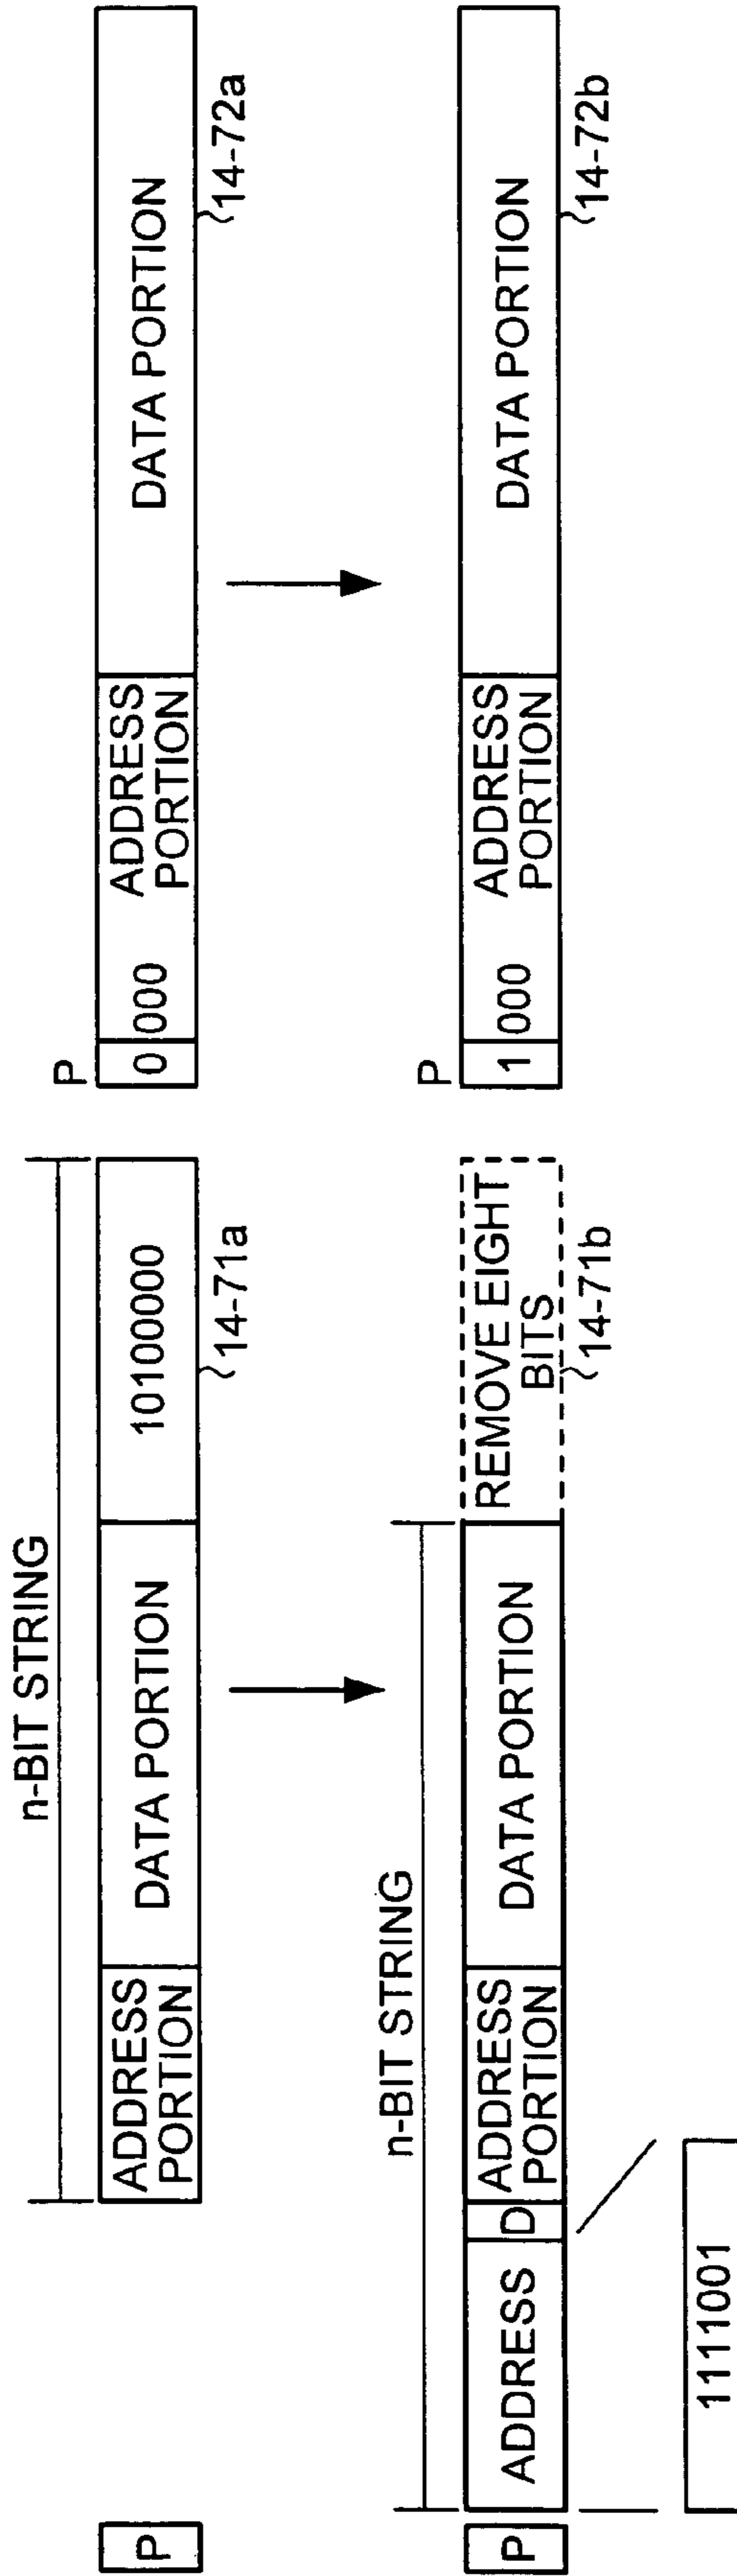 n-BIT STRING
P
ADDRESS
PORTION
DATA PORTION
10100000
14-71a
n-BIT STRING
P
ADDRESS
D
ADDRESS
PORTION
DATA PORTION
REMOVE EIGHT
BITS
14-71b
1111001
P
0
000
ADDRESS
PORTION
DATA PORTION
14-72a
P
1
000
ADDRESS
PORTION
DATA PORTION
14-72b